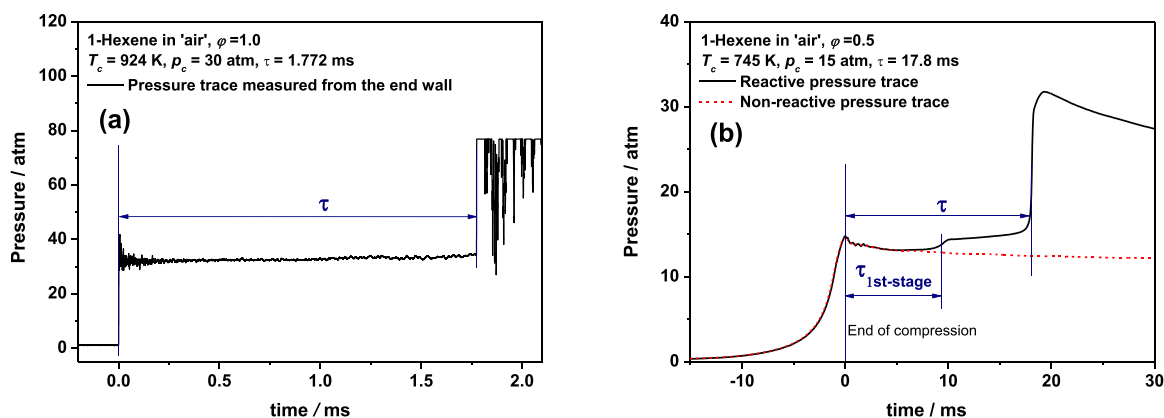 1-Hexene in 'air', φ =1.0
T_c = 924 K, p_c = 30 atm, τ = 1.772 ms
Pressure trace measured from the end wall
(a)
τ
Pressure / atm
120
100
80
60
40
20
0
0.0 0.5 1.0 1.5 2.0
time / ms
1-Hexene in 'air', φ=0.5
T_c = 745 K, p_c = 15 atm, τ = 17.8 ms
Reactive pressure trace
Non-reactive pressure trace
(b)
τ
τ1st-stage
End of compression
Pressure / atm
40
30
20
10
0
-10 0 10 20 30
time / ms